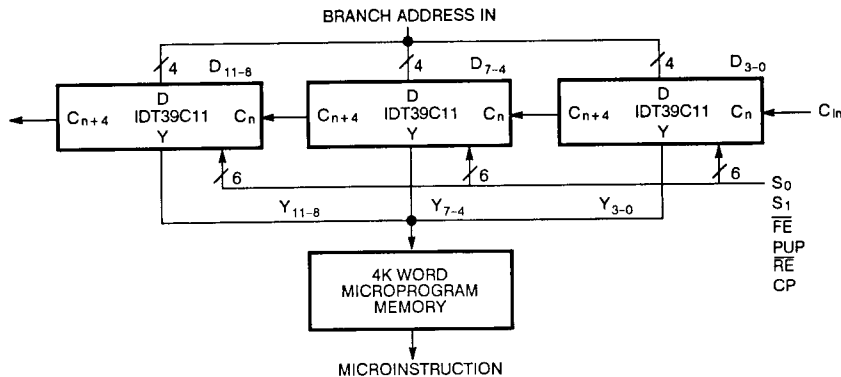 BRANCH ADDRESS IN
4 D11–8 4 D7–4 4 D3–0
D D D
Cn+4 IDT39C11 Cn Cn+4 IDT39C11 Cn Cn+4 IDT39C11 Cn CIn
Y Y Y
6 6 6 S0
S1
Y11–8 Y7–4 Y3–0
FE
PUP
RE
CP
4K WORD
MICROPROGRAM
MEMORY
MICROINSTRUCTION